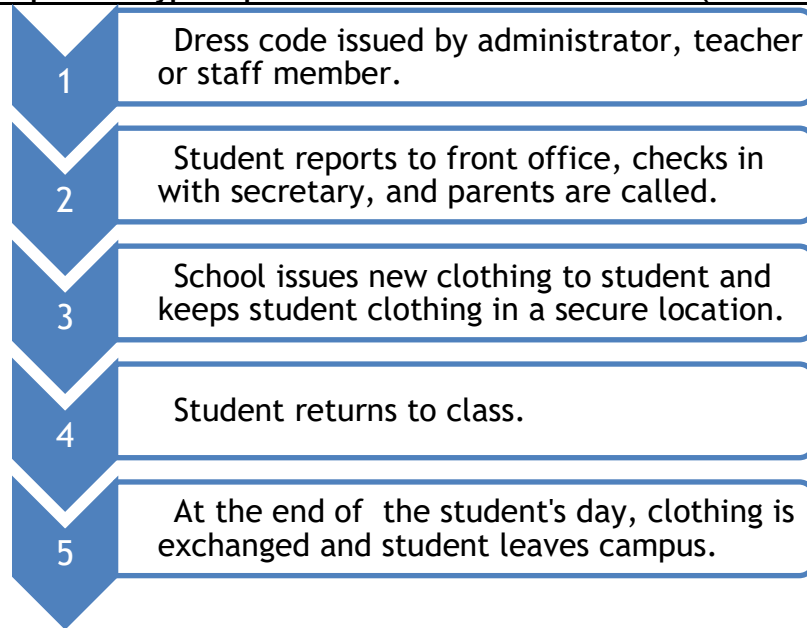 1
Dress code issued by administrator, teacher
or staff member.
2
Student reports to front office, checks in
with secretary, and parents are called.
3
School issues new clothing to student and
keeps student clothing in a secure location.
4
Student returns to class.
5
At the end of  the student's day, clothing is
exchanged and student leaves campus.